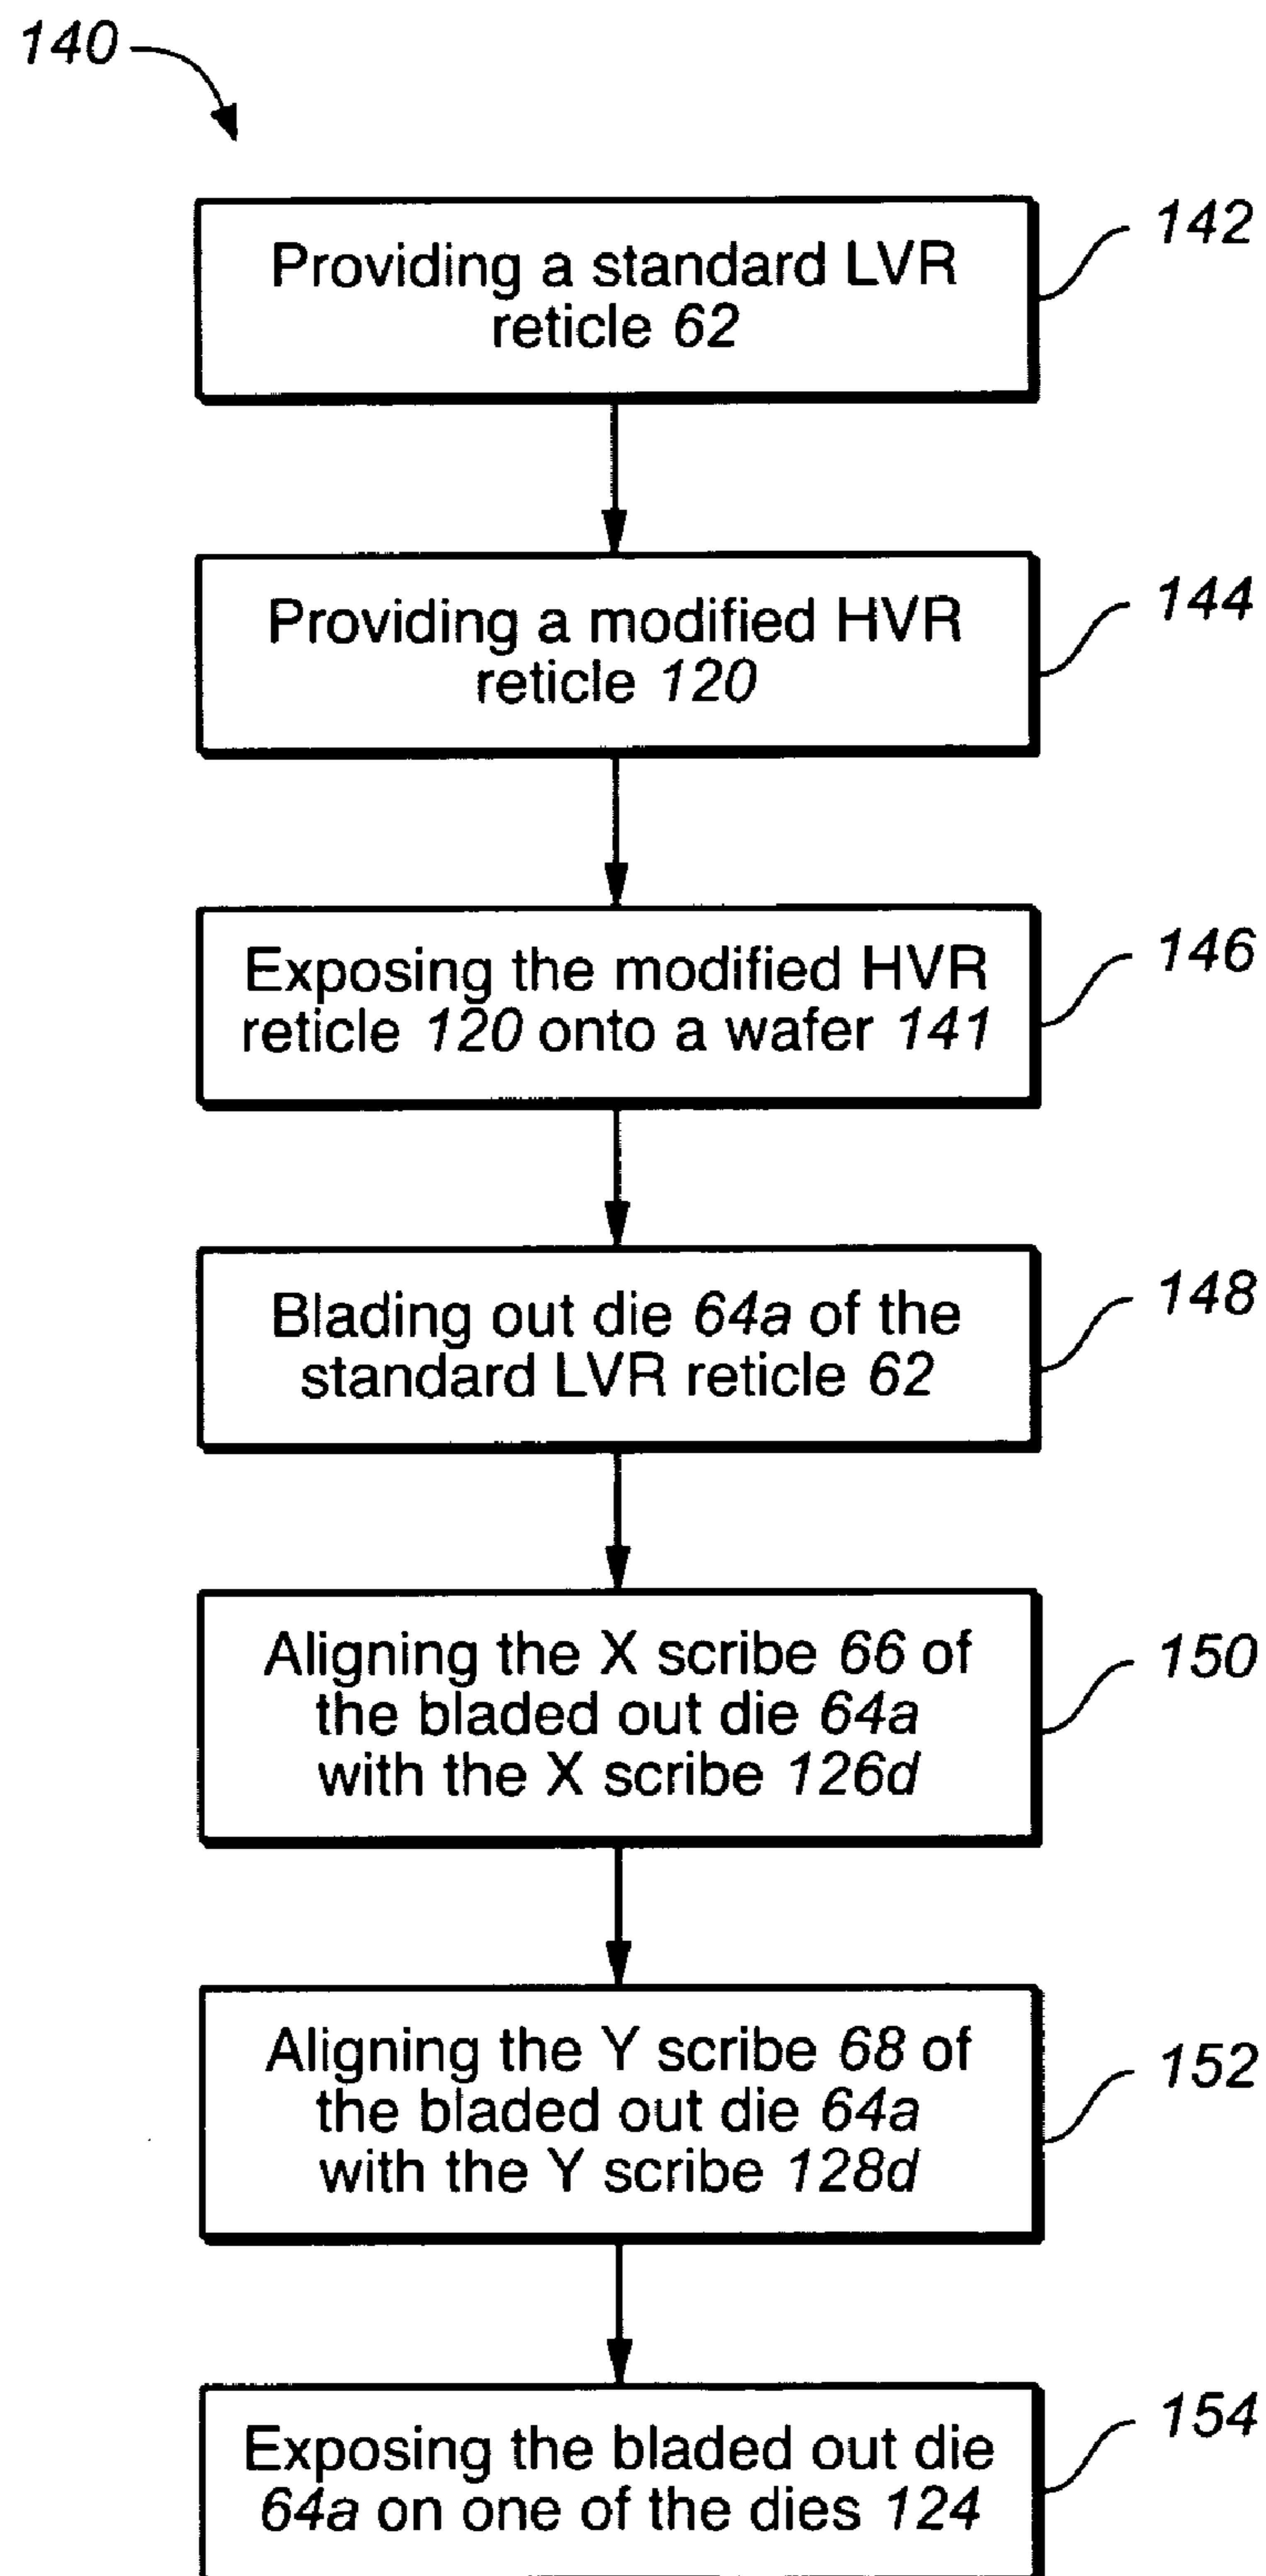 140
Providing a standard LVR
reticle 62
142
Providing a modified HVR
reticle 120
144
Exposing the modified HVR
reticle 120 onto a wafer 141
146
Blading out die 64a of the
standard LVR reticle 62
148
Aligning the X scribe 66 of
the bladed out die 64a
with the X scribe 126d
150
Aligning the Y scribe 68 of
the bladed out die 64a
with the Y scribe 128d
152
Exposing the bladed out die
64a on one of the dies 124
154